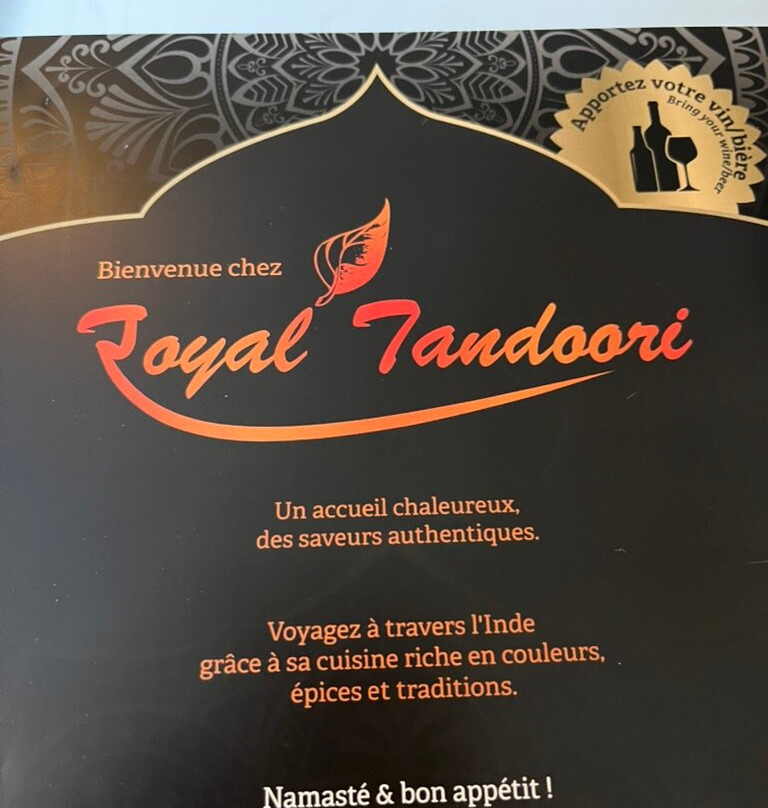 Apportez votre vin/bière
Bring your wine/beer
Bienvenue chez
Royal Tandoori
Un accueil chaleureux,
des saveurs authentiques.
Voyagez à travers l'Inde
grâce à sa cuisine riche en couleurs,
épices et traditions.
Namasté & bon appétit !